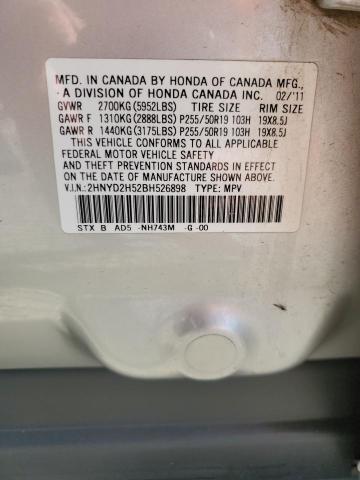 MFD. IN CANADA BY HONDA OF CANADA MFG.,
A DIVISION OF HONDA CANADA INC. 02/'11
GVWR 2700KG(5952LBS) TIRE SIZE RIM SIZE
GAWR F 1310KG(2888LBS) P255/50R19 103H 19X8.5J
GAWR R 1440KG(3175LBS) P255/50R19 103H 19X8.5J
THIS VEHICLE CONFORMS TO ALL APPLICABLE
FEDERAL MOTOR VEHICLE SAFETY
AND THEFT PREVENTION STANDARDS IN EFFECT ON
THE DATE OF MANUFACTURE SHOWN ABOVE.
V.I.N.:2HNYD2H52BH526898 TYPE: MPV
STX B AD5 -NH743M -G -00